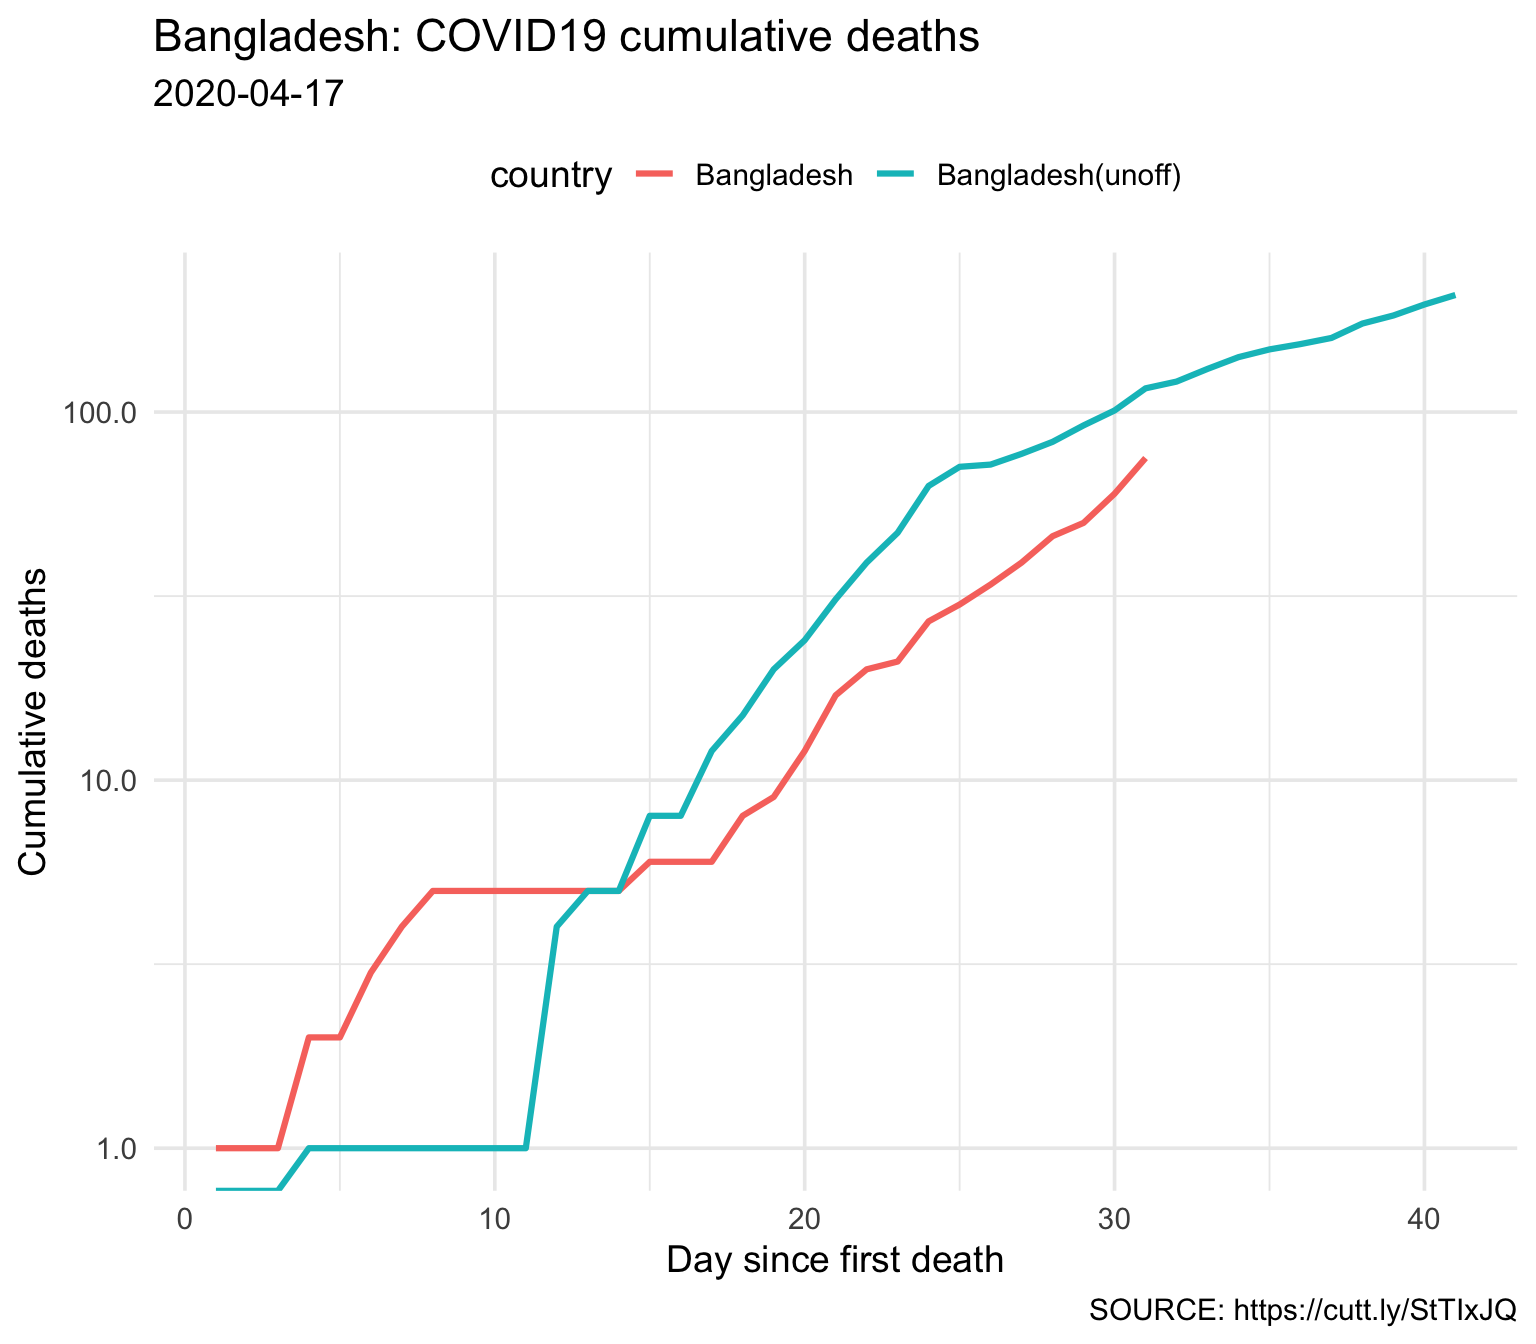 Bangladesh: COVID19 cumulative deaths
2020-04-17
country Bangladesh Bangladesh(unoff)
Cumulative deaths
100.0
10.0
1.0
0 10 20 30 40
Day since first death
SOURCE: https://cutt.ly/StTIxJQ